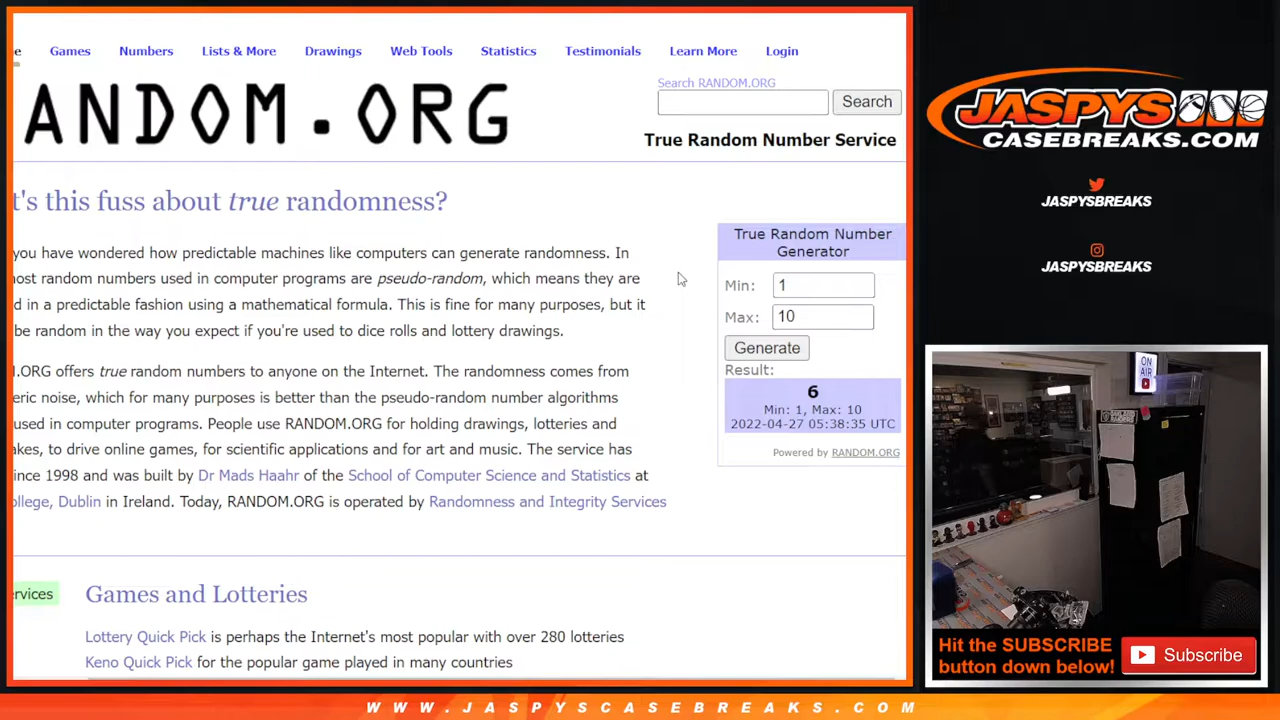 e Games Numbers Lists & More Drawings Web Tools Statistics Testimonials Learn More Login
ANDOM.ORG
Search RANDOM.ORG
Search
True Random Number Service
t's this fuss about true randomness?
you have wondered how predictable machines like computers can generate randomness. In
ost random numbers used in computer programs are pseudo-random, which means they are
d in a predictable fashion using a mathematical formula. This is fine for many purposes, but it
be random in the way you expect if you're used to dice rolls and lottery drawings.
.ORG offers true random numbers to anyone on the Internet. The randomness comes from
eric noise, which for many purposes is better than the pseudo-random number algorithms
used in computer programs. People use RANDOM.ORG for holding drawings, lotteries and
akes, to drive online games, for scientific applications and for art and music. The service has
ince 1998 and was built by Dr Mads Haahr of the School of Computer Science and Statistics at
ollege, Dublin in Ireland. Today, RANDOM.ORG is operated by Randomness and Integrity Services
True Random Number
Generator
Min: 1
Max: 10
Generate
Result:
6
Min: 1, Max: 10
2022-04-27 05:38:35 UTC
Powered by RANDOM.ORG
ervices
Games and Lotteries
Lottery Quick Pick is perhaps the Internet's most popular with over 280 lotteries
Keno Quick Pick for the popular game played in many countries
JASPYS
CASEBREAKS.COM
JASPYSBREAKS
JASPYSBREAKS
ON
AIR
Hit the SUBSCRIBE
button down below!
Subscribe
WWW.JASPYSCASEBREAKS.COM